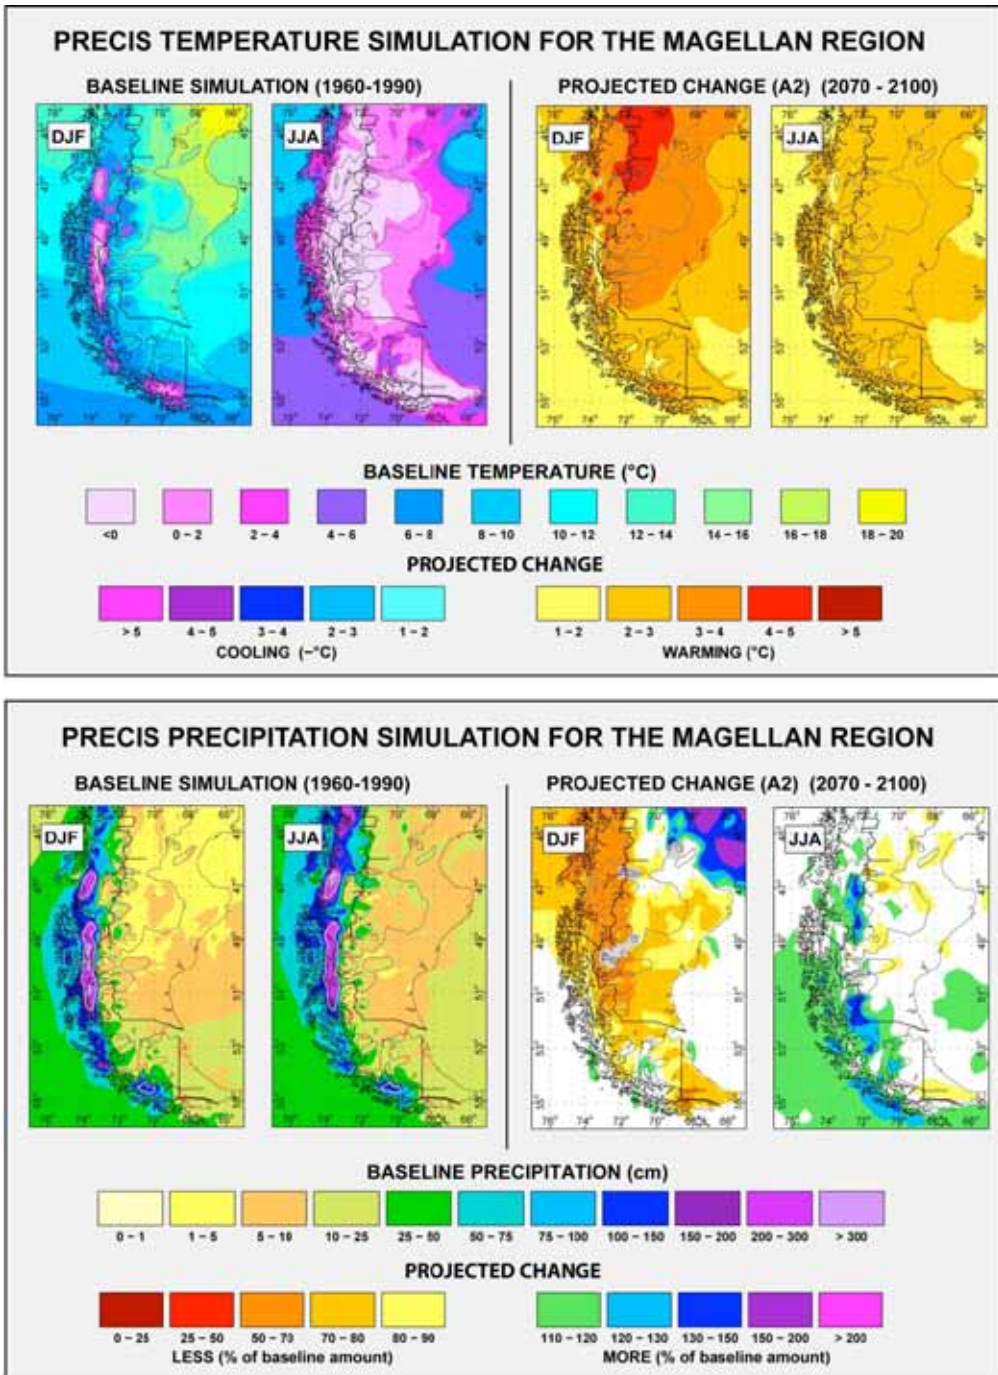 PRECIS TEMPERATURE SIMULATION FOR THE MAGELLAN REGION
BASELINE SIMULATION (1960-1990)
PROJECTED CHANGE (A2) (2070 - 2100)
DJF
JJA
DJF
JJA
BASELINE TEMPERATURE (°C)
<0 0 – 2 2 – 4 4 – 6 6 – 8 8 – 10 10 – 12 12 – 14 14 – 16 16 – 18 18 – 20
PROJECTED CHANGE
> 5 4 – 5 3 – 4 2 – 3 1 – 2
1 – 2 2 – 3 3 – 4 4 – 5 > 5
COOLING (–°C)
WARMING (°C)
PRECIS PRECIPITATION SIMULATION FOR THE MAGELLAN REGION
BASELINE SIMULATION (1960-1990)
PROJECTED CHANGE (A2) (2070 - 2100)
DJF
JJA
DJF
JJA
BASELINE PRECIPITATION (cm)
0 – 1 1 – 5 5 – 10 10 – 25 25 – 50 50 – 75 75 – 100 100 – 150 150 – 200 200 – 300 > 300
PROJECTED CHANGE
0 – 25 25 – 50 50 – 70 70 – 80 80 – 90
110 – 120 120 – 130 130 – 150 150 – 200 > 200
LESS (% of baseline amount)
MORE (% of baseline amount)